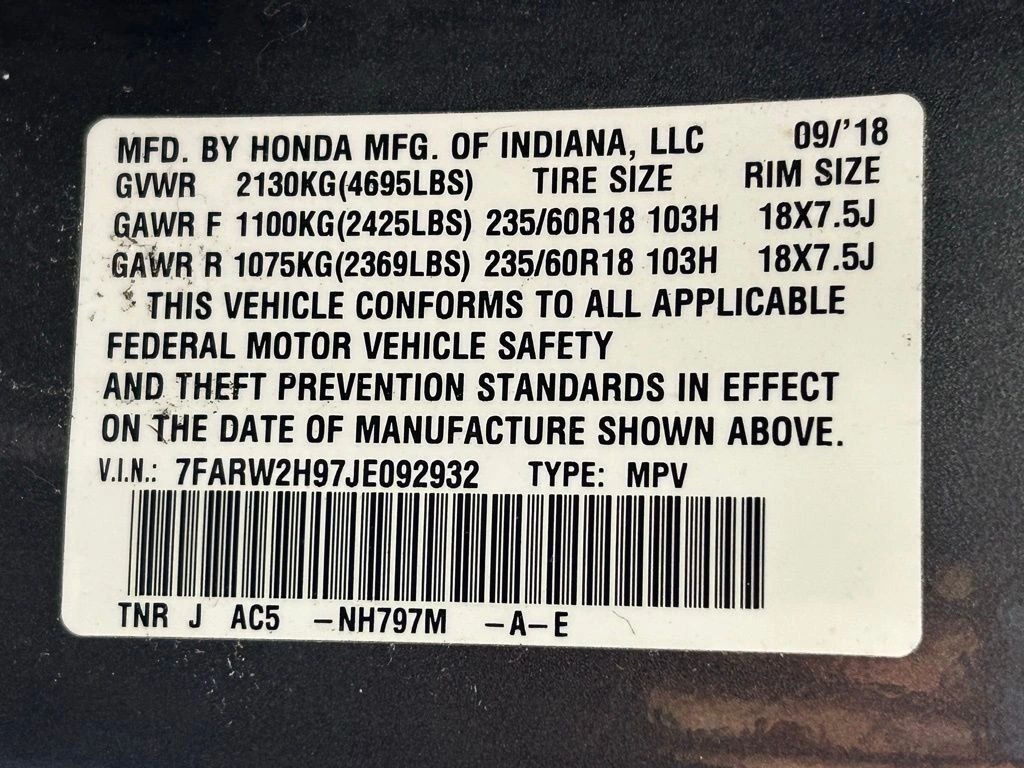 MFD. BY HONDA MFG. OF INDIANA, LLC 09/'18
GVWR 2130KG(4695LBS) TIRE SIZE RIM SIZE
GAWR F 1100KG(2425LBS) 235/60R18 103H 18X7.5J
GAWR R 1075KG(2369LBS) 235/60R18 103H 18X7.5J
THIS VEHICLE CONFORMS TO ALL APPLICABLE
FEDERAL MOTOR VEHICLE SAFETY
AND THEFT PREVENTION STANDARDS IN EFFECT
ON THE DATE OF MANUFACTURE SHOWN ABOVE.
V.I.N.: 7FARW2H97JE092932 TYPE: MPV
TNR J AC5 -NH797M -A-E